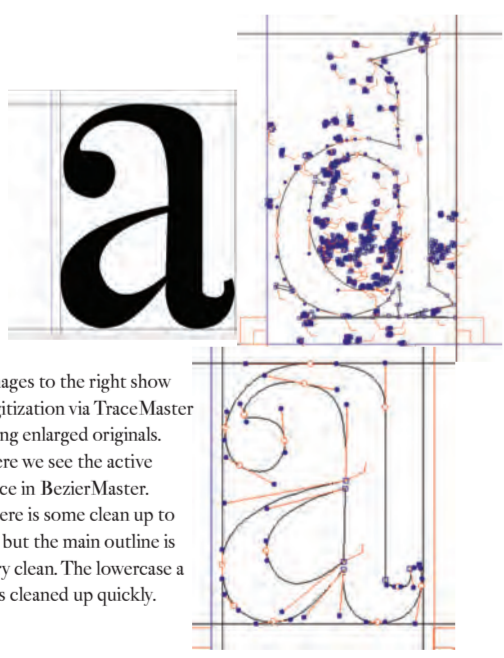 a
ages to the right show
gitization via TraceMaster
ng enlarged originals.
ere we see the active
ce in BezierMaster.
ere is some clean up to
but the main outline is
ry clean. The lowercase a
s cleaned up quickly.